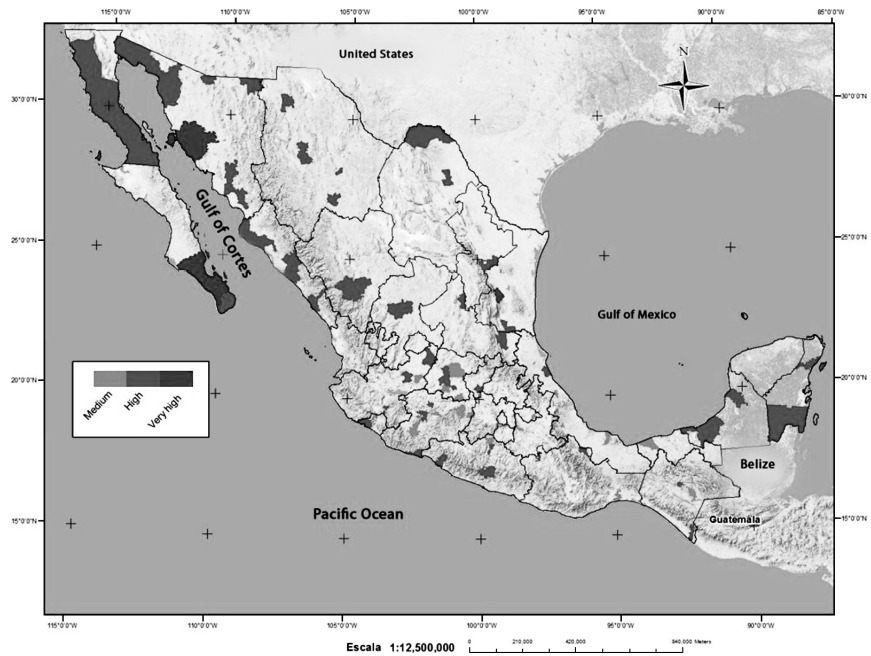 115°0'0"W 110°0'0"W 105°0'0"W 100°0'0"W 95°0'0"W 90°0'0"W 85°0'0"W
N
United States
30°0'0"N 30°0'0"N
Gulf of Cortes
25°0'0"N 25°0'0"N
Gulf of Mexico
20°0'0"N 20°0'0"N
Medium
High
Very high
Belize
Pacific Ocean
Guatemala
15°0'0"N 15°0'0"N
115°0'0"W 110°0'0"W 105°0'0"W 100°0'0"W 95°0'0"W 90°0'0"W
Escala 1:12,500,000
0 210,000 420,000 840,000 Meters